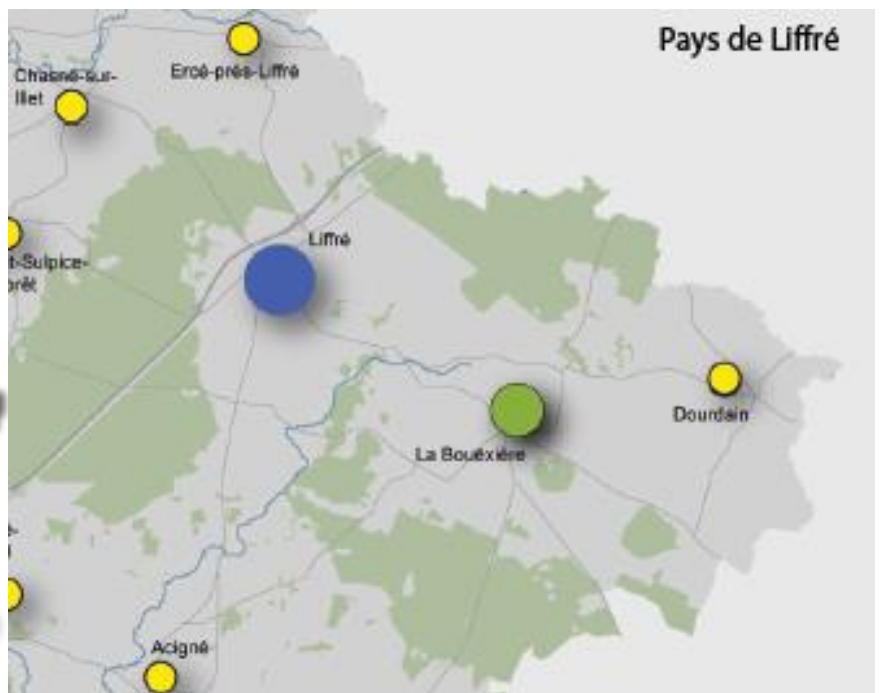 Pays de Liffré
Ercé-près-Liffré
Chasné-sur-
Illet
Liffré
t-Sulpice-
orêt
Dourdain
La Bouëxière
Acigné